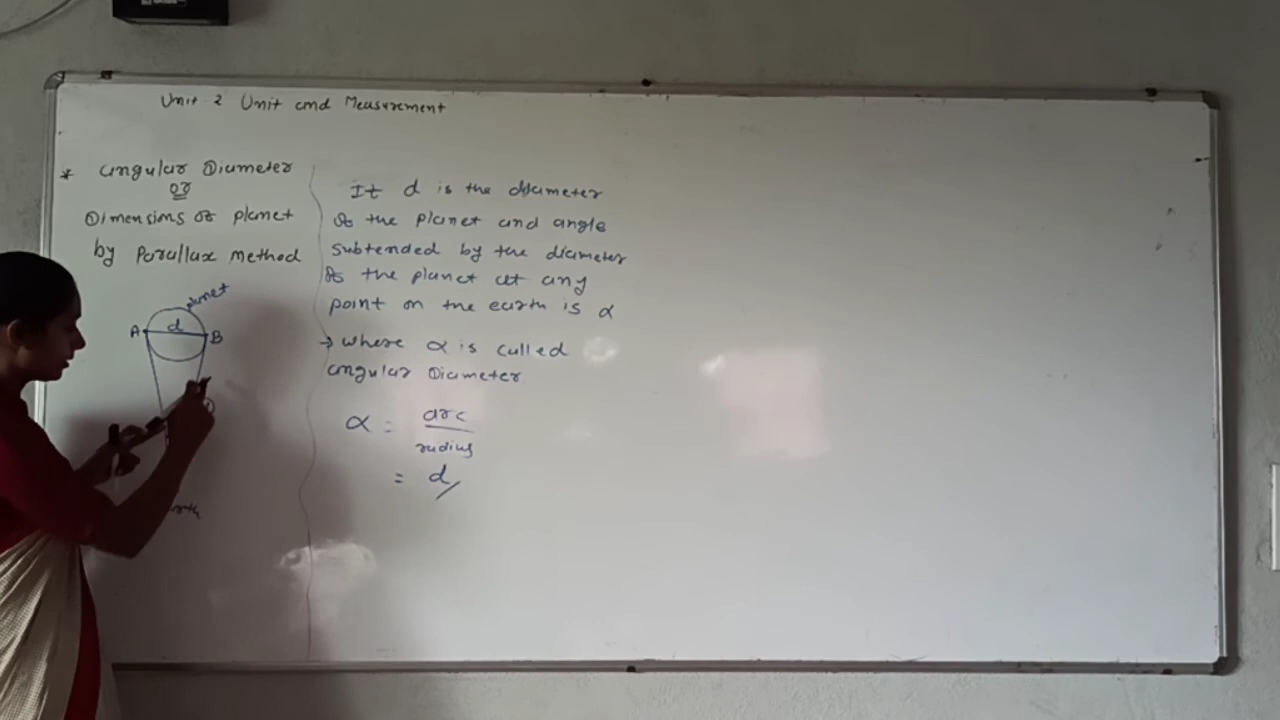 Unit 2 Unit and Measurement
* angular Diameter
or
Dimensions of planet
by Parallax method
planet
A d B
If d is the diameter
of the planet and angle
subtended by the diameter
of the planet at any
point on the earth is α
→ where α is called
angular Diameter
α = arc
radius
= d/